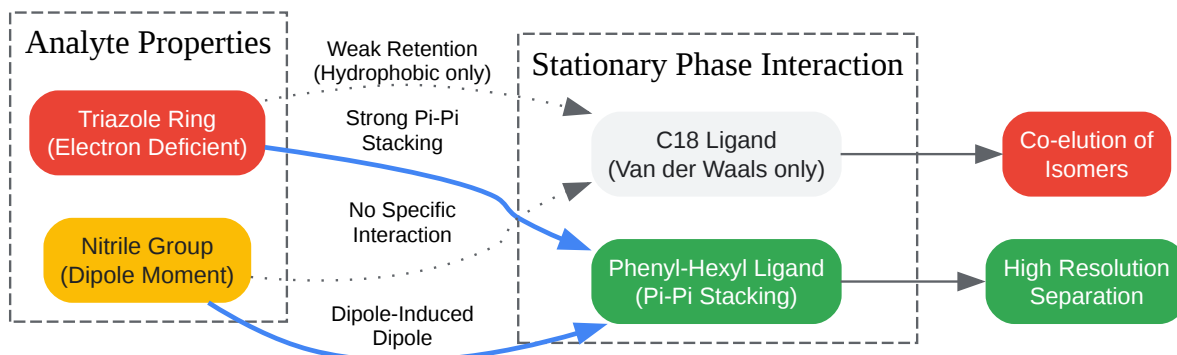 Analyte Properties
Triazole Ring
(Electron Deficient)
Nitrile Group
(Dipole Moment)
Weak Retention
(Hydrophobic only)
Strong Pi-Pi
Stacking
No Specific
Interaction
Dipole-Induced
Dipole
Stationary Phase Interaction
C18 Ligand
(Van der Waals only)
Phenyl-Hexyl Ligand
(Pi-Pi Stacking)
Co-elution of
Isomers
High Resolution
Separation